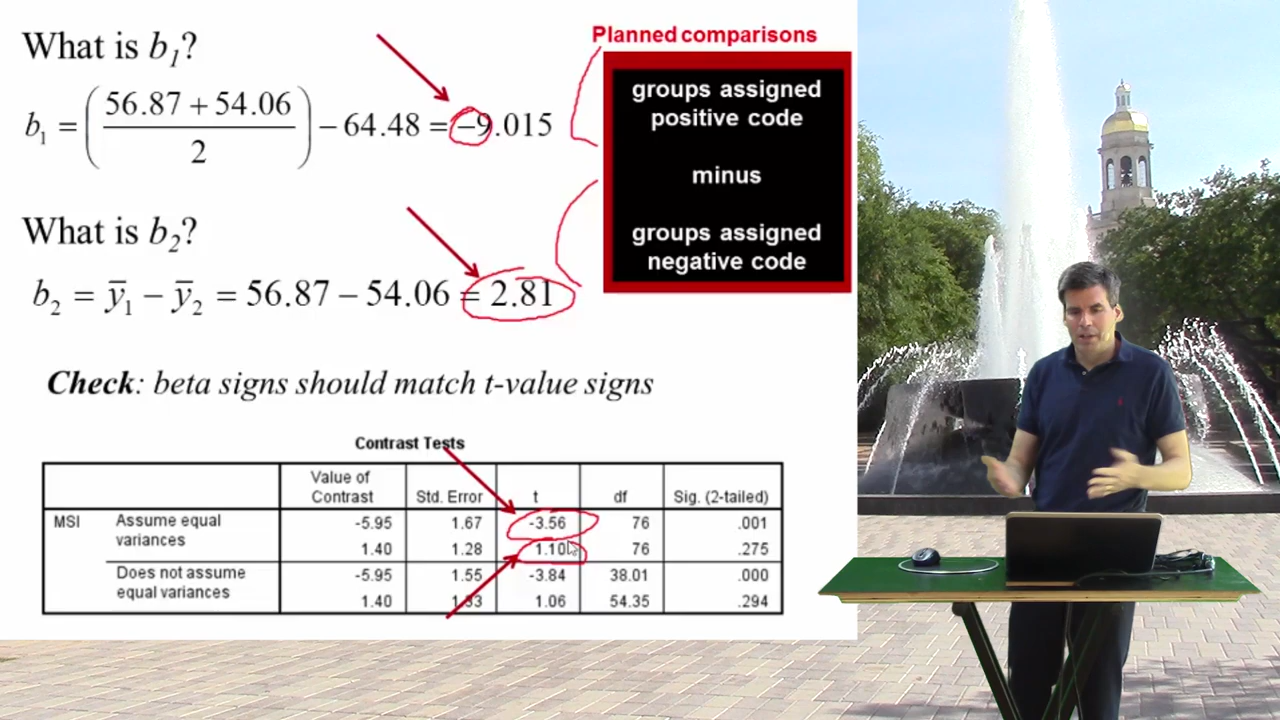 What is b₁?
b₁ = ( (56.87 + 54.06) / 2 ) − 64.48 = −9.015
What is b₂?
b₂ = ȳ₁ − ȳ₂ = 56.87 − 54.06 = 2.81
Planned comparisons
groups assigned
positive code
minus
groups assigned
negative code
Check: beta signs should match t-value signs
Contrast Tests
Value of Contrast Std. Error t df Sig. (2-tailed)
MSI Assume equal variances -5.95 1.67 -3.56 76 .001
1.40 1.28 1.10 76 .275
Does not assume equal variances -5.95 1.55 -3.84 38.01 .000
1.40 1.33 1.06 54.35 .294